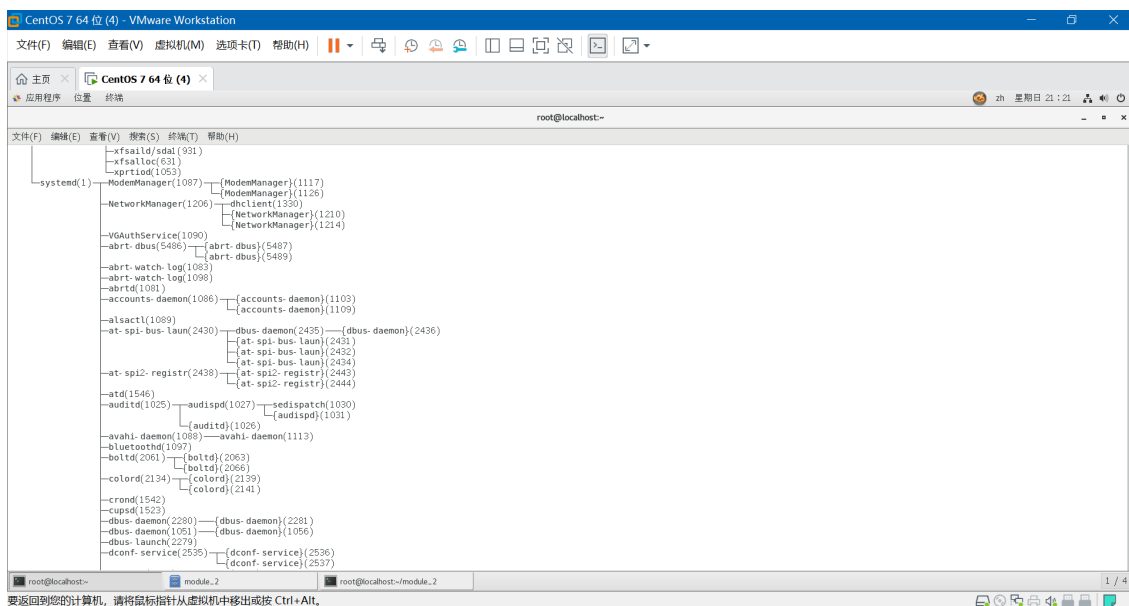 CentOS 7 64 位 (4) - VMware Workstation
文件(F) 编辑(E) 查看(V) 虚拟机(M) 选项卡(T) 帮助(H)
主页 CentOS 7 64 位 (4)
应用程序 位置 终端 zh 星期日 21:21
root@localhost:~
文件(F) 编辑(E) 查看(V) 搜索(S) 终端(T) 帮助(H)
│ ├─xfsaild/sda1(931)
│ ├─xfsalloc(631)
│ └─xprtiod(1053)
└─systemd(1)─┬─ModemManager(1087)─┬─{ModemManager}(1117)
│ └─{ModemManager}(1126)
├─NetworkManager(1206)─┬─dhclient(1330)
│ ├─{NetworkManager}(1210)
│ └─{NetworkManager}(1214)
├─VGAuthService(1090)
├─abrt-dbus(5486)─┬─{abrt-dbus}(5487)
│ └─{abrt-dbus}(5489)
├─abrt-watch-log(1083)
├─abrt-watch-log(1098)
├─abrtd(1081)
├─accounts-daemon(1086)─┬─{accounts-daemon}(1103)
│ └─{accounts-daemon}(1109)
├─alsactl(1089)
├─at-spi-bus-laun(2430)─┬─dbus-daemon(2435)───{dbus-daemon}(2436)
│ ├─{at-spi-bus-laun}(2431)
│ ├─{at-spi-bus-laun}(2432)
│ └─{at-spi-bus-laun}(2434)
├─at-spi2-registr(2438)─┬─{at-spi2-registr}(2443)
│ └─{at-spi2-registr}(2444)
├─atd(1546)
├─auditd(1025)─┬─audispd(1027)─┬─sedispatch(1030)
│ │ └─{audispd}(1031)
│ └─{auditd}(1026)
├─avahi-daemon(1088)───avahi-daemon(1113)
├─bluetoothd(1097)
├─boltd(2061)─┬─{boltd}(2063)
│ └─{boltd}(2066)
├─colord(2134)─┬─{colord}(2139)
│ └─{colord}(2141)
├─crond(1542)
├─cupsd(1523)
├─dbus-daemon(2280)───{dbus-daemon}(2281)
├─dbus-daemon(1051)───{dbus-daemon}(1056)
├─dbus-launch(2279)
├─dconf-service(2535)─┬─{dconf-service}(2536)
│ └─{dconf-service}(2537)
root@localhost:~ module_2 root@localhost:~/module_2 1 / 4
要返回到您的计算机，请将鼠标指针从虚拟机中移出或按 Ctrl+Alt。